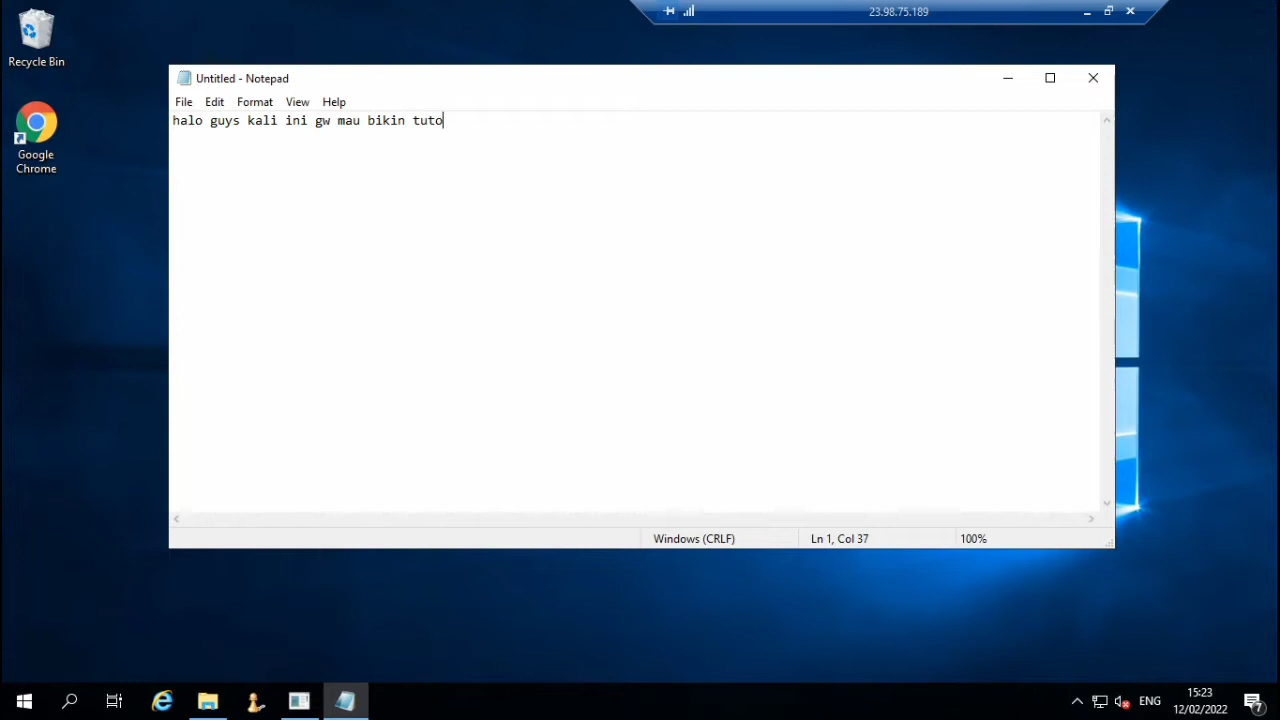 23.98.75.189
Recycle Bin
Google
Chrome
Untitled - Notepad
File Edit Format View Help
halo guys kali ini gw mau bikin tuto
Windows (CRLF) Ln 1, Col 37 100%
ENG
15:23
12/02/2022
7